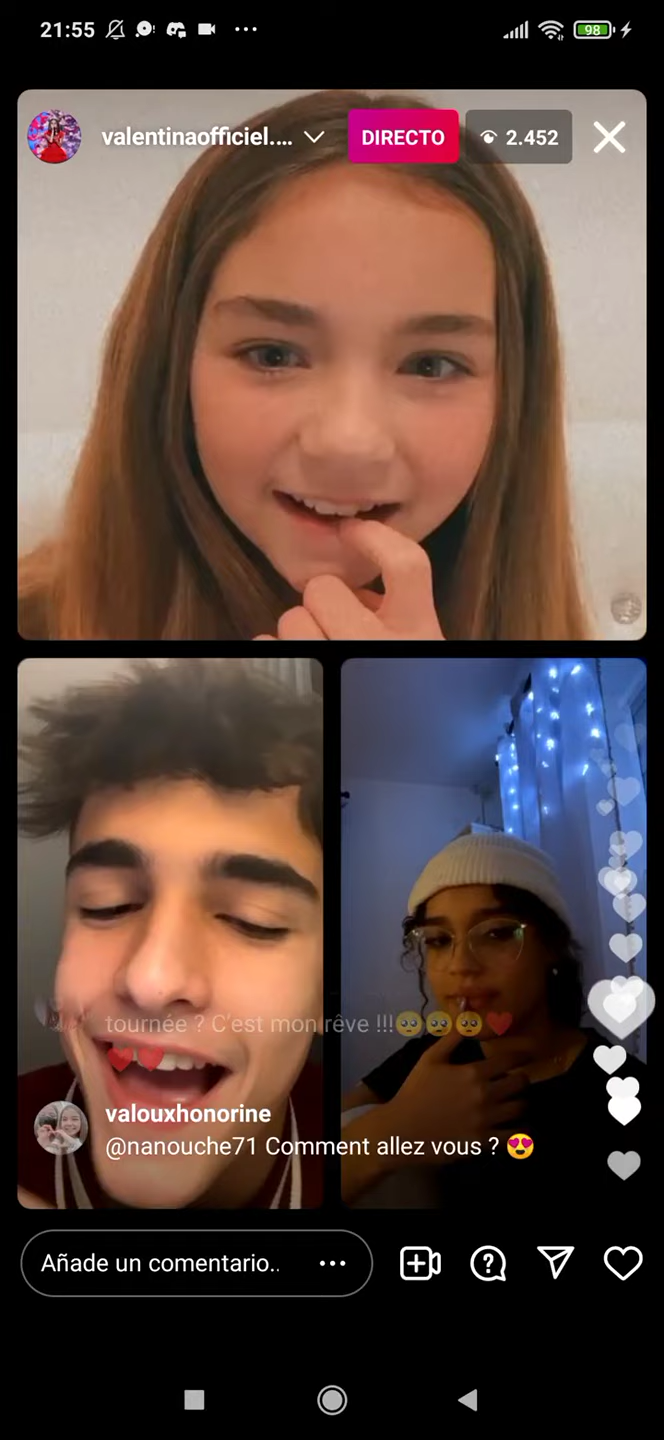 21:55
98
valentinaofficiel....
DIRECTO
2.452
tournée ? C'est mon rêve !!!🥺🥺🥺❤️
❤️❤️
valouxhonorine
@nanouche71 Comment allez vous ? 😍
Añade un comentario..